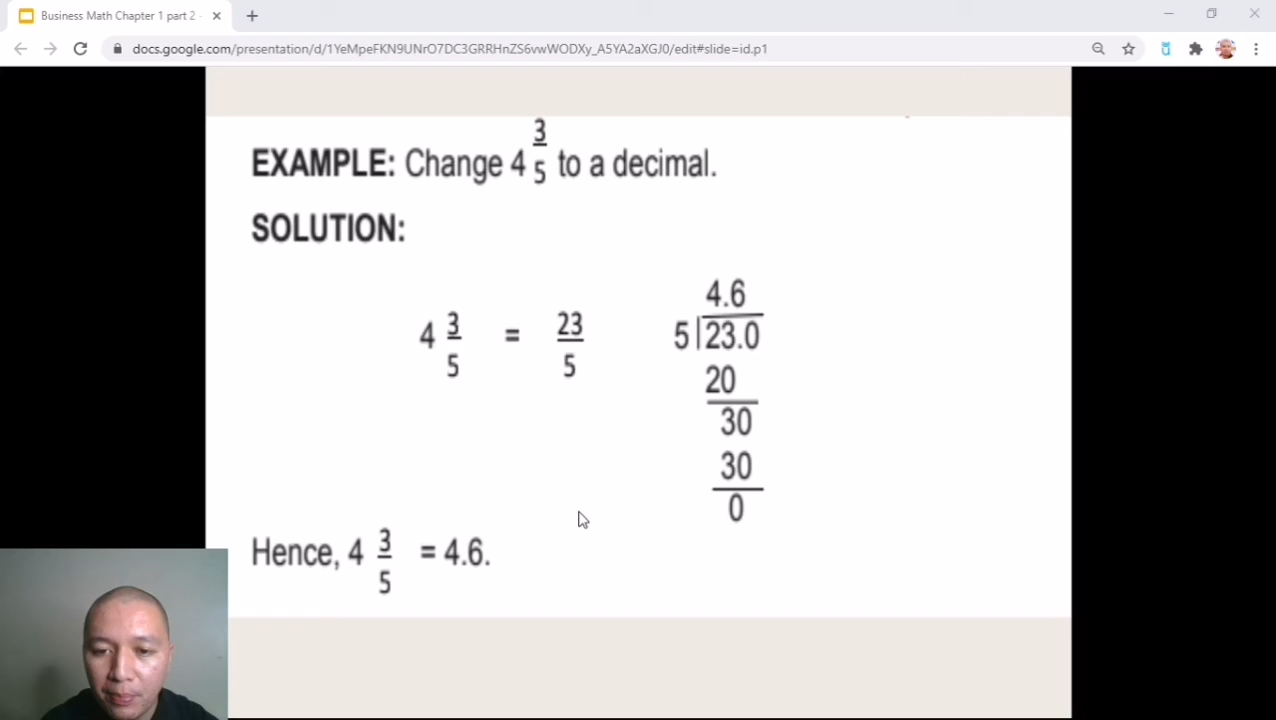 Business Math Chapter 1 part 2 -
docs.google.com/presentation/d/1YeMpeFKN9UNrO7DC3GRRHnZS6vwWODXy_A5YA2aXGJ0/edit#slide=id.p1
EXAMPLE: Change 4 3/5 to a decimal.
SOLUTION:
4 3/5 = 23/5
4.6
5 23.0
20
30
30
0
Hence, 4 3/5 = 4.6.